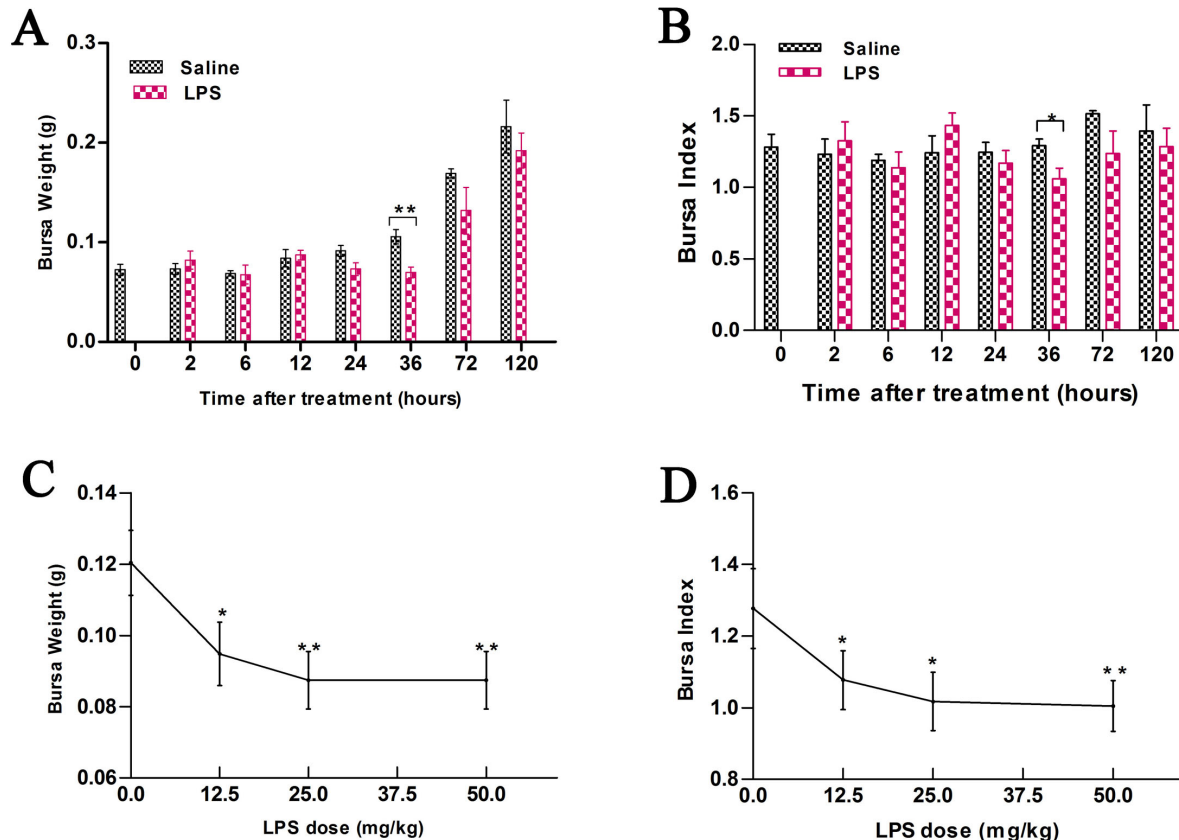 A
Bursa Weight (g)
0.3
0.2
0.1
0.0
Saline
LPS
**
0 2 6 12 24 36 72 120
Time after treatment (hours)
B
Bursa Index
2.0
1.5
1.0
0.5
0.0
Saline
LPS
*
0 2 6 12 24 36 72 120
Time after treatment (hours)
C
Bursa Weight (g)
0.14
0.12
0.10
0.08
0.06
*
**
**
0.0 12.5 25.0 37.5 50.0
LPS dose (mg/kg)
D
Bursa Index
1.6
1.4
1.2
1.0
0.8
*
*
**
0.0 12.5 25.0 37.5 50.0
LPS dose (mg/kg)